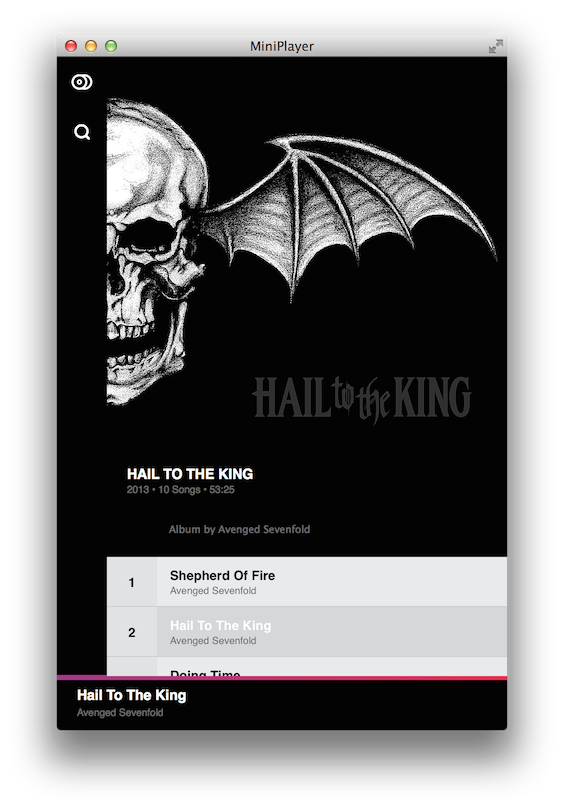 MiniPlayer
HAIL to the KING
HAIL TO THE KING
2013 • 10 Songs • 53:25
Album by Avenged Sevenfold
1 Shepherd Of Fire
Avenged Sevenfold
2 Hail To The King
Avenged Sevenfold
Doing Time
Hail To The King
Avenged Sevenfold